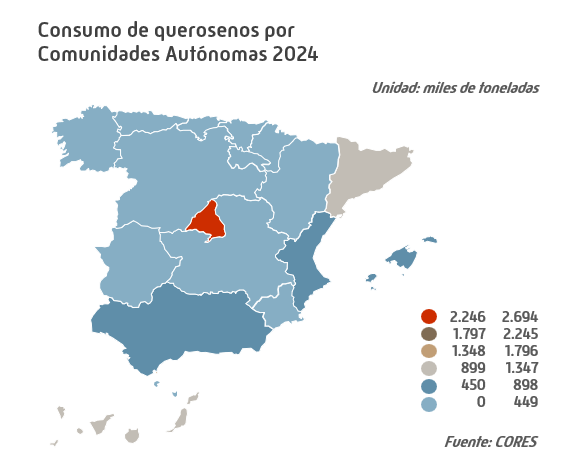 Consumo de querosenos por
Comunidades Autónomas 2024
Unidad: miles de toneladas
2.246 2.694
1.797 2.245
1.348 1.796
899 1.347
450 898
0 449
Fuente: CORES